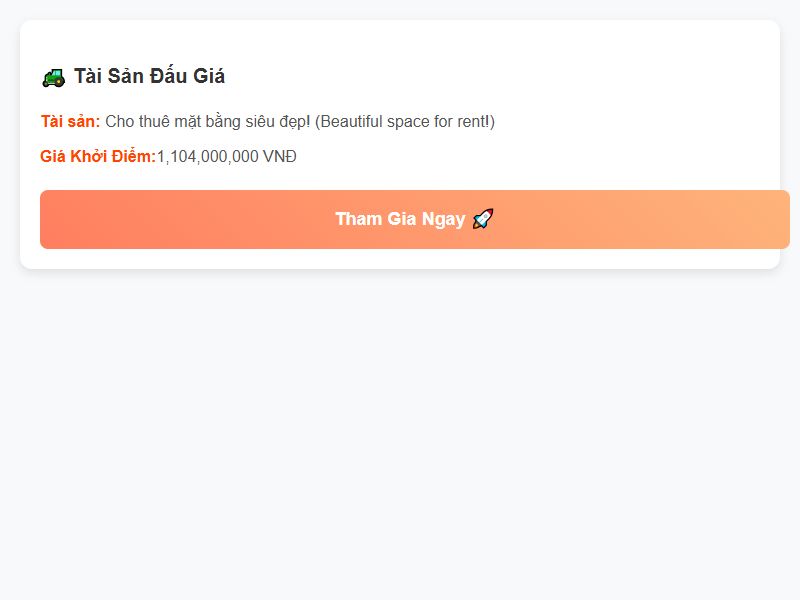 Tài Sản Đấu Giá
Tài sản: Cho thuê mặt bằng siêu đẹp! (Beautiful space for rent!)
Giá Khởi Điểm:1,104,000,000 VNĐ
Tham Gia Ngay